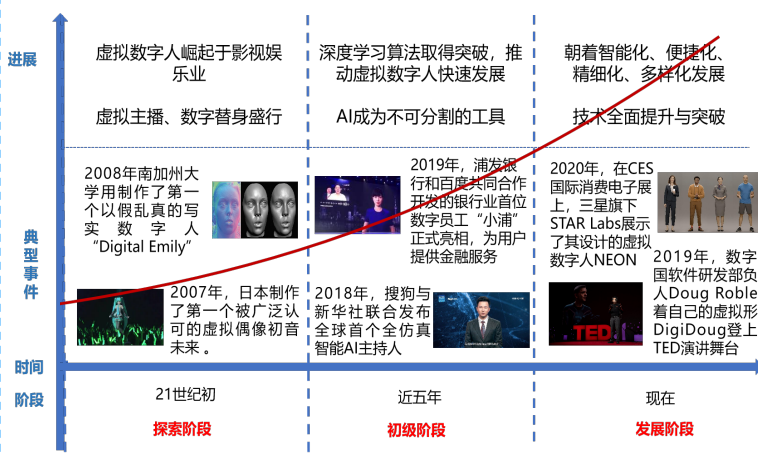 进展
虚拟数字人崛起于影视娱
乐业
虚拟主播、数字替身盛行
深度学习算法取得突破，推
动虚拟数字人快速发展
AI成为不可分割的工具
朝着智能化、便捷化、
精细化、多样化发展
技术全面提升与突破
典型事件
2008年南加州大
学用制作了第一
个以假乱真的写
实数字人
“Digital Emily”
2007年，日本制作
了第一个被广泛认
可的虚拟偶像初音
未来 。
2019年，浦发银
行和百度共同合作
开发的银行业首位
数字员工“小浦”
正式亮相，为用户
提供金融服务
2018年，搜狗与
新华社联合发布
全球首个全仿真
智能AI主持人
2020年，在CES
国际消费电子展
上，三星旗下
STAR Labs展示
了其设计的虚拟
数字人NEON
2019年，数字
国软件研发部负
人Doug Roble
着自己的虚拟形
DigiDoug登上
TED演讲舞台
TED
时间
阶段
21世纪初
近五年
现在
探索阶段
初级阶段
发展阶段